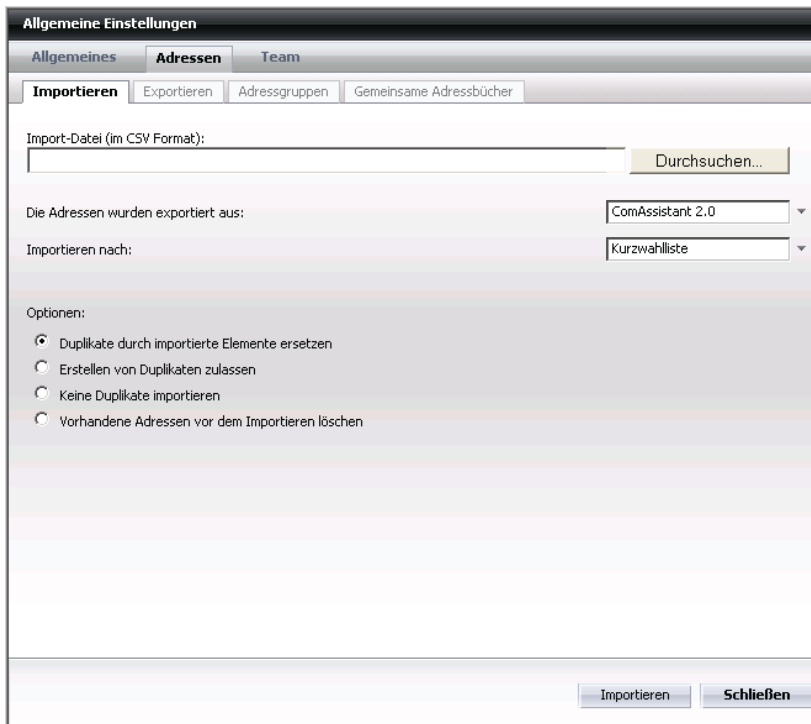 Allgemeine Einstellungen
Allgemeines Adressen Team
Importieren Exportieren Adressgruppen Gemeinsame Adressbücher
Import-Datei (im CSV Format):
Durchsuchen...
Die Adressen wurden exportiert aus: ComAssistant 2.0
Importieren nach: Kurzwahlliste
Optionen:
Duplikate durch importierte Elemente ersetzen
Erstellen von Duplikaten zulassen
Keine Duplikate importieren
Vorhandene Adressen vor dem Importieren löschen
Importieren Schließen